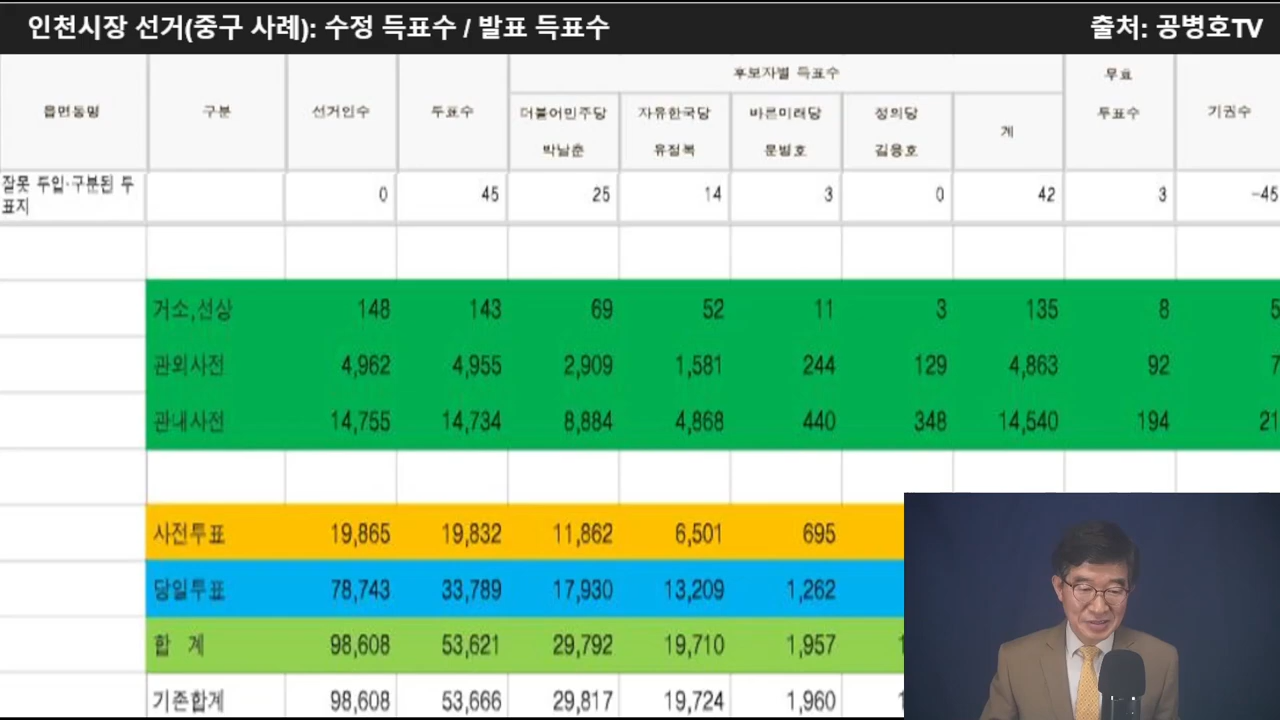 인천시장 선거(중구 사례): 수정 득표수 / 발표 득표수 출처: 공병호TV
후보자별 득표수 무효
읍면동명 구분 선거인수 투표수 더불어민주당 자유한국당 바른미래당 정의당 계 투표수 기권수
박남춘 유정복 문병호 김응호
잘못 투입·구분된 투 0 45 25 14 3 0 42 3 -45
표지
거소,선상 148 143 69 52 11 3 135 8 5
관외사전 4,962 4,955 2,909 1,581 244 129 4,863 92 7
관내사전 14,755 14,734 8,884 4,868 440 348 14,540 194 21
사전투표 19,865 19,832 11,862 6,501 695
당일투표 78,743 33,789 17,930 13,209 1,262
합 계 98,608 53,621 29,792 19,710 1,957
기존합계 98,608 53,666 29,817 19,724 1,960